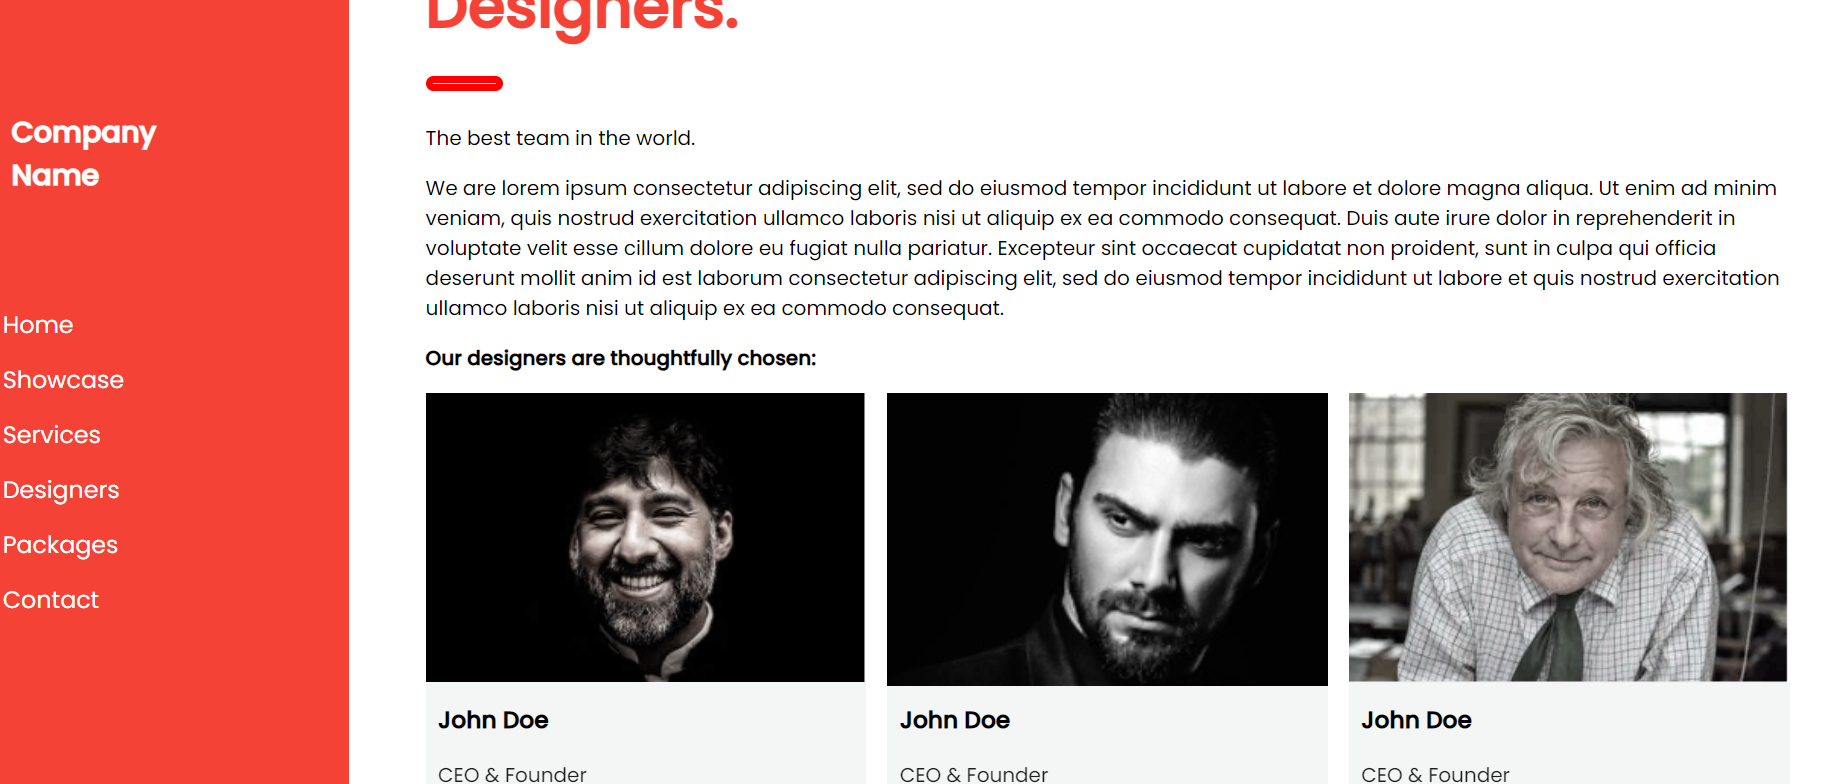 Designers.
Company
Name
Home
Showcase
Services
Designers
Packages
Contact
The best team in the world.
We are lorem ipsum consectetur adipiscing elit, sed do eiusmod tempor incididunt ut labore et dolore magna aliqua. Ut enim ad minim
veniam, quis nostrud exercitation ullamco laboris nisi ut aliquip ex ea commodo consequat. Duis aute irure dolor in reprehenderit in
voluptate velit esse cillum dolore eu fugiat nulla pariatur. Excepteur sint occaecat cupidatat non proident, sunt in culpa qui officia
deserunt mollit anim id est laborum consectetur adipiscing elit, sed do eiusmod tempor incididunt ut labore et quis nostrud exercitation
ullamco laboris nisi ut aliquip ex ea commodo consequat.
Our designers are thoughtfully chosen:
John Doe
CEO & Founder
John Doe
CEO & Founder
John Doe
CEO & Founder